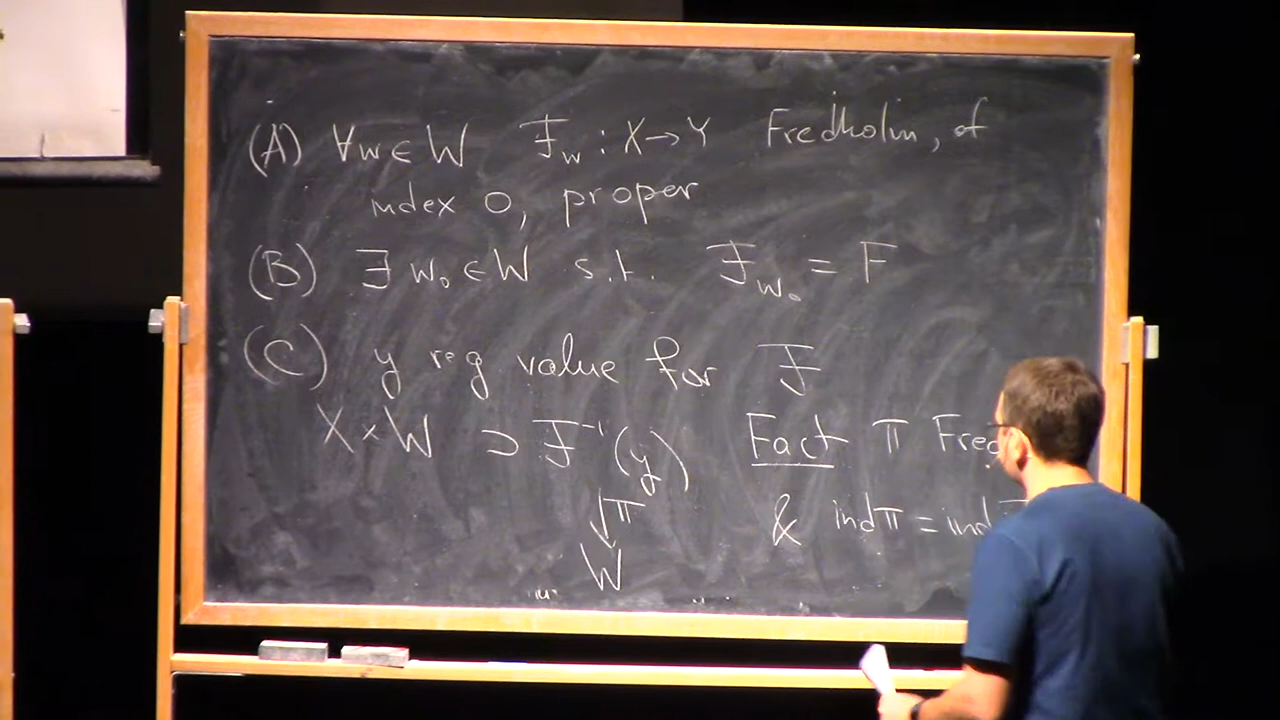 (A) ∀w∈W ℱ_w : X→Y Fredholm, of
index 0, proper
(B) ∃ w₀∈W s.t. ℱ_{w₀} = F
(C) y reg value for ℱ
X×W ⊃ ℱ⁻¹(y) Fact π Fred
↓π & ind π = ind
W